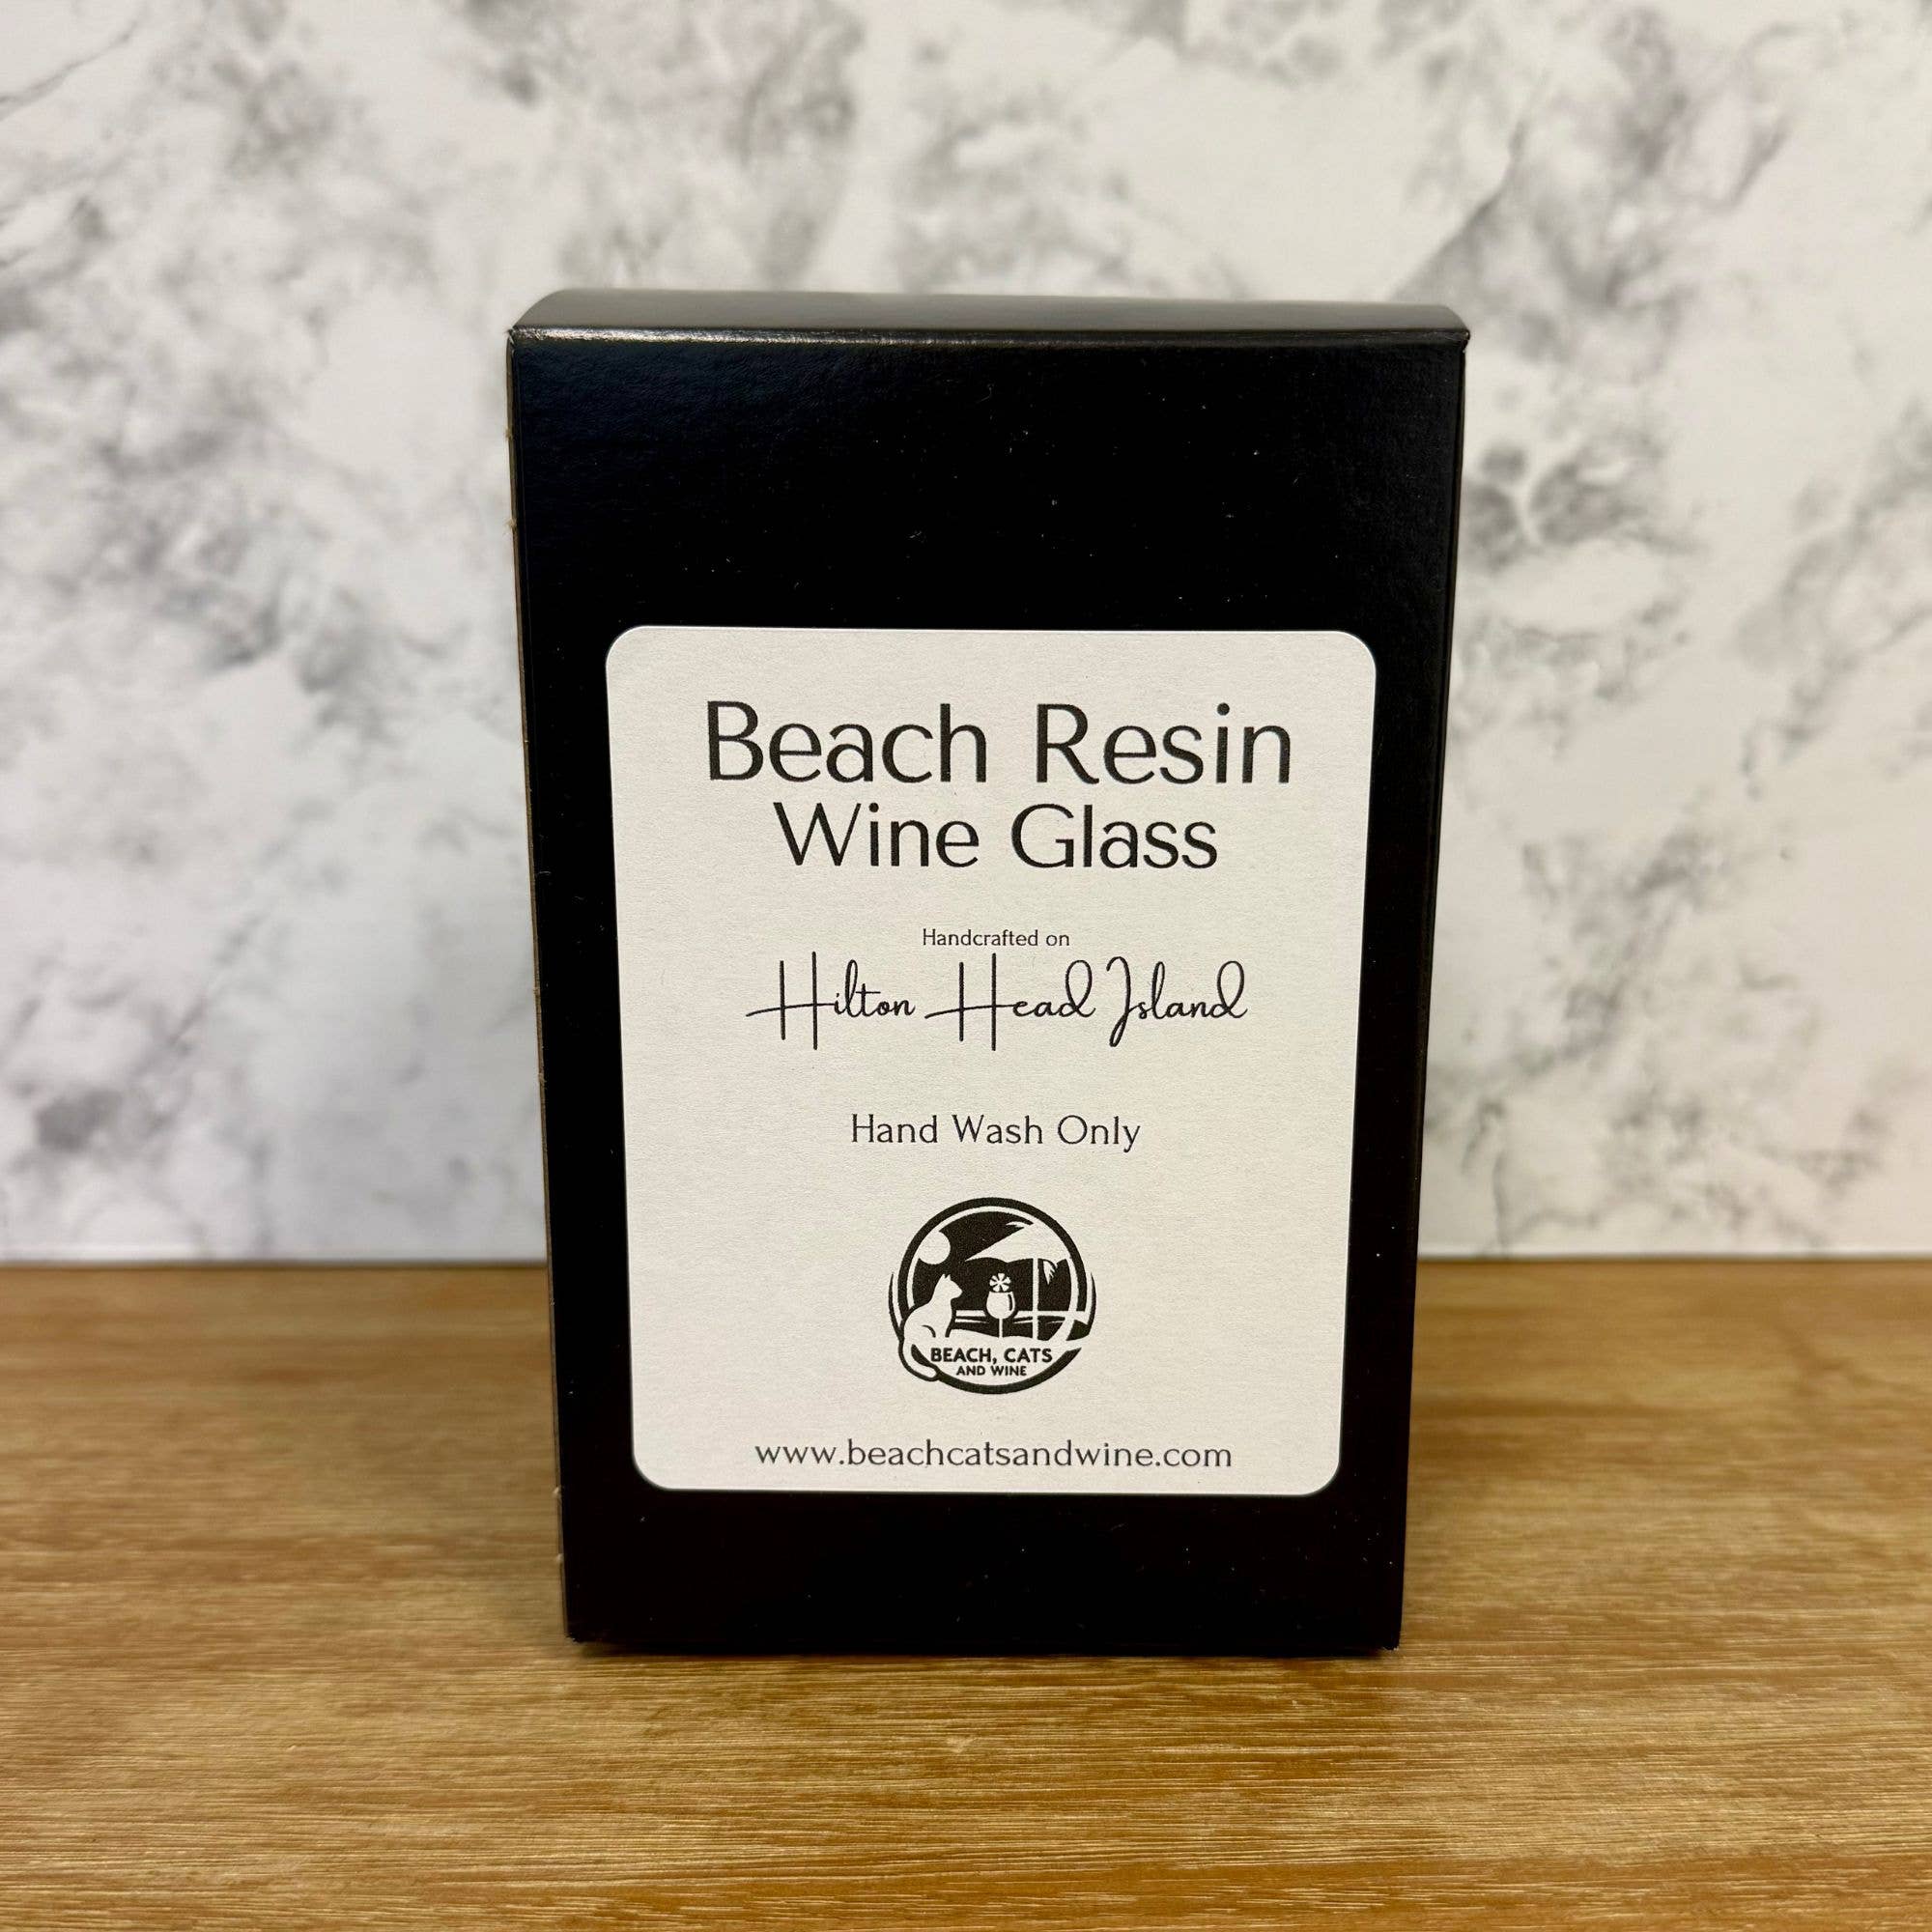 Beach Resin
Wine Glass
Handcrafted on
Hilton Head Island
Hand Wash Only
BEACH, CATS
AND WINE
www.beachcatsandwine.com